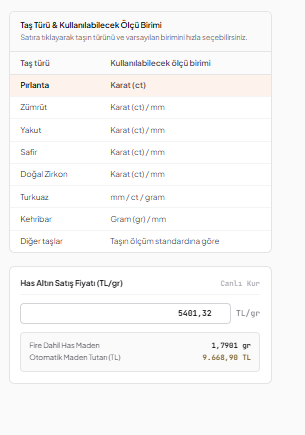 Taş Türü & Kullanılabilecek Ölçü Birimi
Satıra tıklayarak taşın türünü ve varsayılan birimini hızla seçebilirsiniz.
Taş türü Kullanılabilecek ölçü birimi
Pırlanta Karat (ct)
Zümrüt Karat (ct) / mm
Yakut Karat (ct) / mm
Safir Karat (ct) / mm
Doğal Zirkon Karat (ct) / mm
Turkuaz mm / ct / gram
Kehribar Gram (gr) / mm
Diğer taşlar Taşın ölçüm standardına göre
Has Altın Satış Fiyatı (TL/gr) Canlı Kur
5401,32 TL/gr
Fire Dahil Has Maden 1,7901 gr
Otomatik Maden Tutarı (TL) 9.668,90 TL